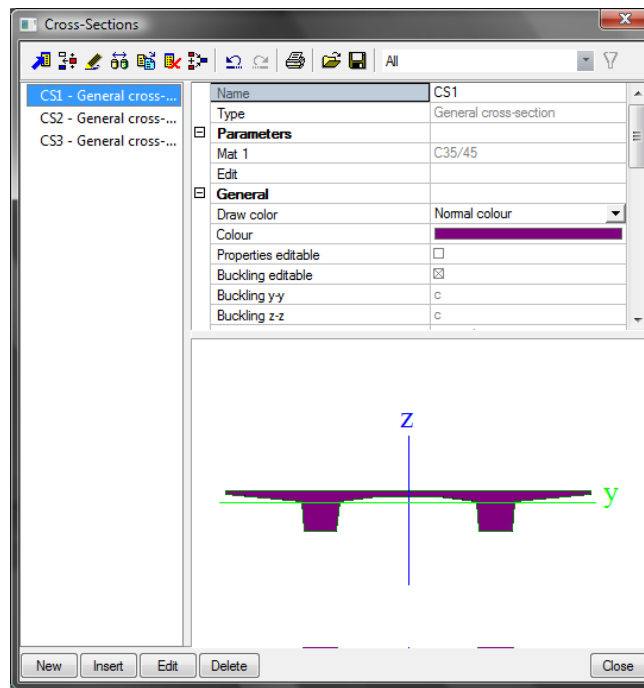 Cross-Sections
All
CS1 - General cross-...
CS2 - General cross-...
CS3 - General cross-...
Name CS1
Type General cross-section
Parameters
Mat 1 C35/45
Edit
General
Draw color Normal colour
Colour
Properties editable
Buckling editable
Buckling y-y c
Buckling z-z c
z
y
New Insert Edit Delete Close